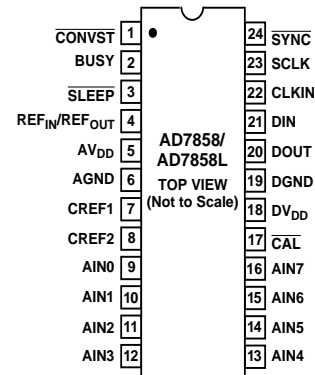 CONVST 1
BUSY 2
SLEEP 3
REFIN/REFOUT 4
AVDD 5
AGND 6
CREF1 7
CREF2 8
AIN0 9
AIN1 10
AIN2 11
AIN3 12
AD7858/
AD7858L
TOP VIEW
(Not to Scale)
24 SYNC
23 SCLK
22 CLKIN
21 DIN
20 DOUT
19 DGND
18 DVDD
17 CAL
16 AIN7
15 AIN6
14 AIN5
13 AIN4